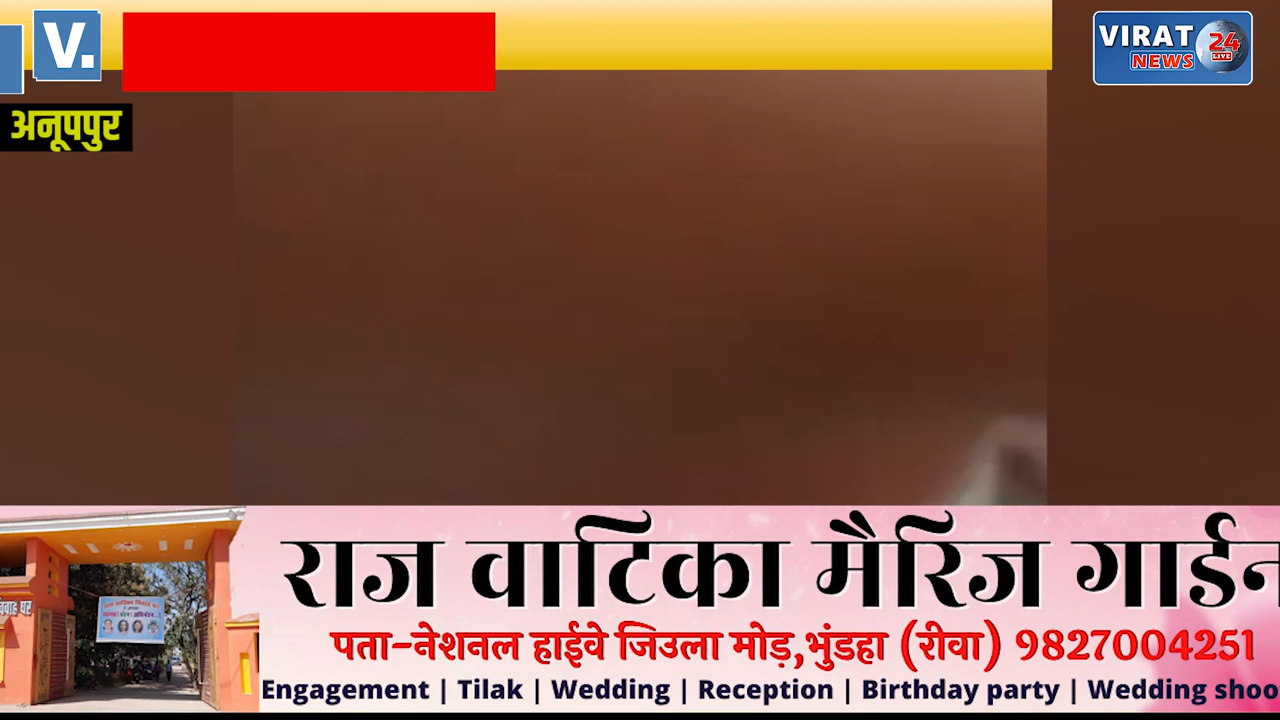 V.
VIRAT
24
LIVE
NEWS
अनूपपुर
राज वाटिका मैरिज गार्डन
पता-नेशनल हाईवे जिउला मोड़,भुंडहा (रीवा) 9827004251
Engagement | Tilak | Wedding | Reception | Birthday party | Wedding shoo